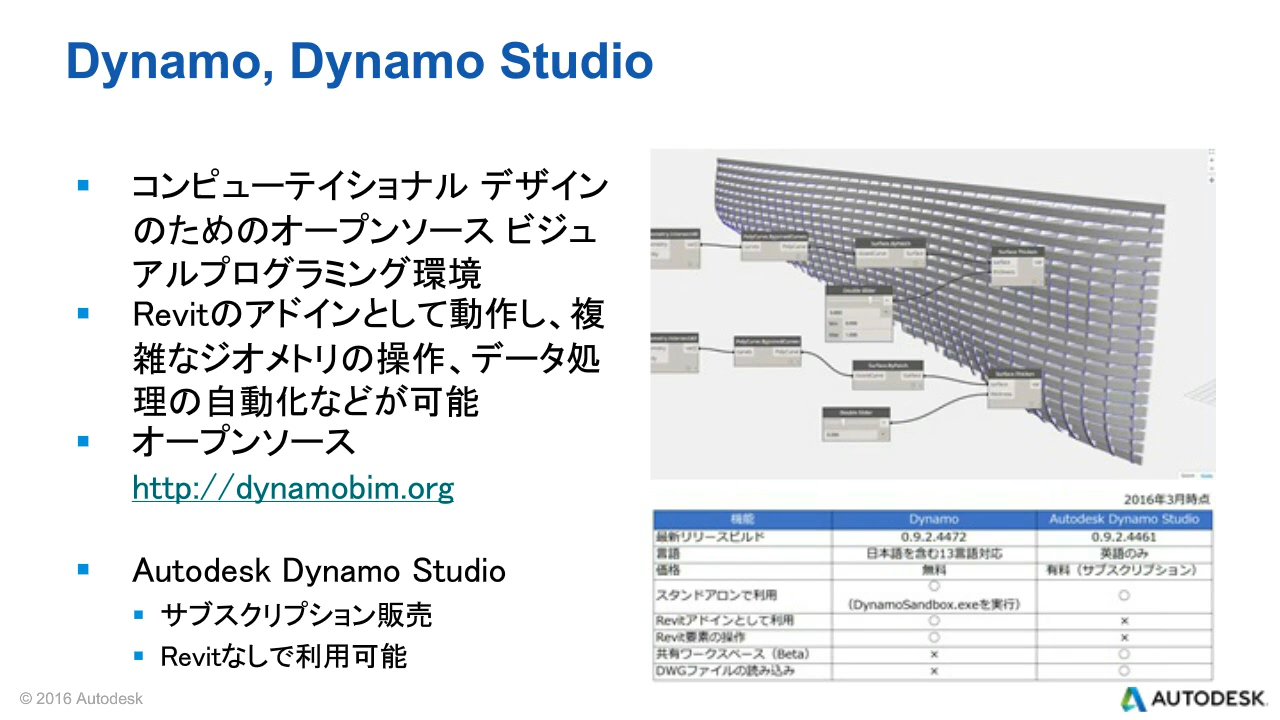 Dynamo, Dynamo Studio
コンピューテイショナル デザイン
のためのオープンソース ビジュ
アルプログラミング環境
Revitのアドインとして動作し、複
雑なジオメトリの操作、データ処
理の自動化などが可能
オープンソース
http://dynamobim.org
Autodesk Dynamo Studio
サブスクリプション販売
Revitなしで利用可能
2016年3月時点
機能 Dynamo Autodesk Dynamo Studio
最新リリースビルド 0.9.2.4472 0.9.2.4461
言語 日本語を含む13言語対応 英語のみ
価格 無料 有料（サブスクリプション）
スタンドアロンで利用 ○ ○
（DynamoSandbox.exeを実行）
Revitアドインとして利用 ○ ×
Revit要素の操作 ○ ×
共有ワークスペース（Beta） × ○
DWGファイルの読み込み × ○
© 2016 Autodesk
AUTODESK.